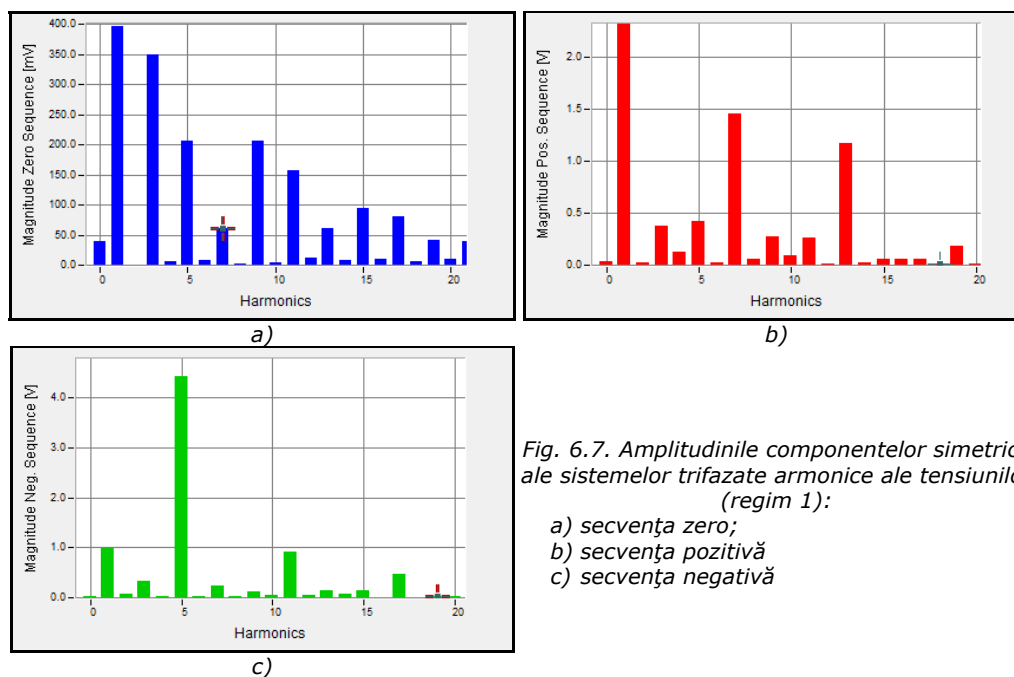 400.0
350.0
300.0
250.0
200.0
150.0
100.0
50.0
0.0
Magnitude Zero Sequence [mV]
0 5 10 15 20
Harmonics
a)
2.0
1.5
1.0
0.5
0.0
Magnitude Pos. Sequence [V]
0 5 10 15 20
Harmonics
b)
4.0
3.0
2.0
1.0
0.0
Magnitude Neg. Sequence [V]
0 5 10 15 20
Harmonics
c)
Fig. 6.7. Amplitudinile componentelor simetric
ale sistemelor trifazate armonice ale tensiunil
(regim 1):
a) secvenţa zero;
b) secvenţa pozitivă
c) secvenţa negativă